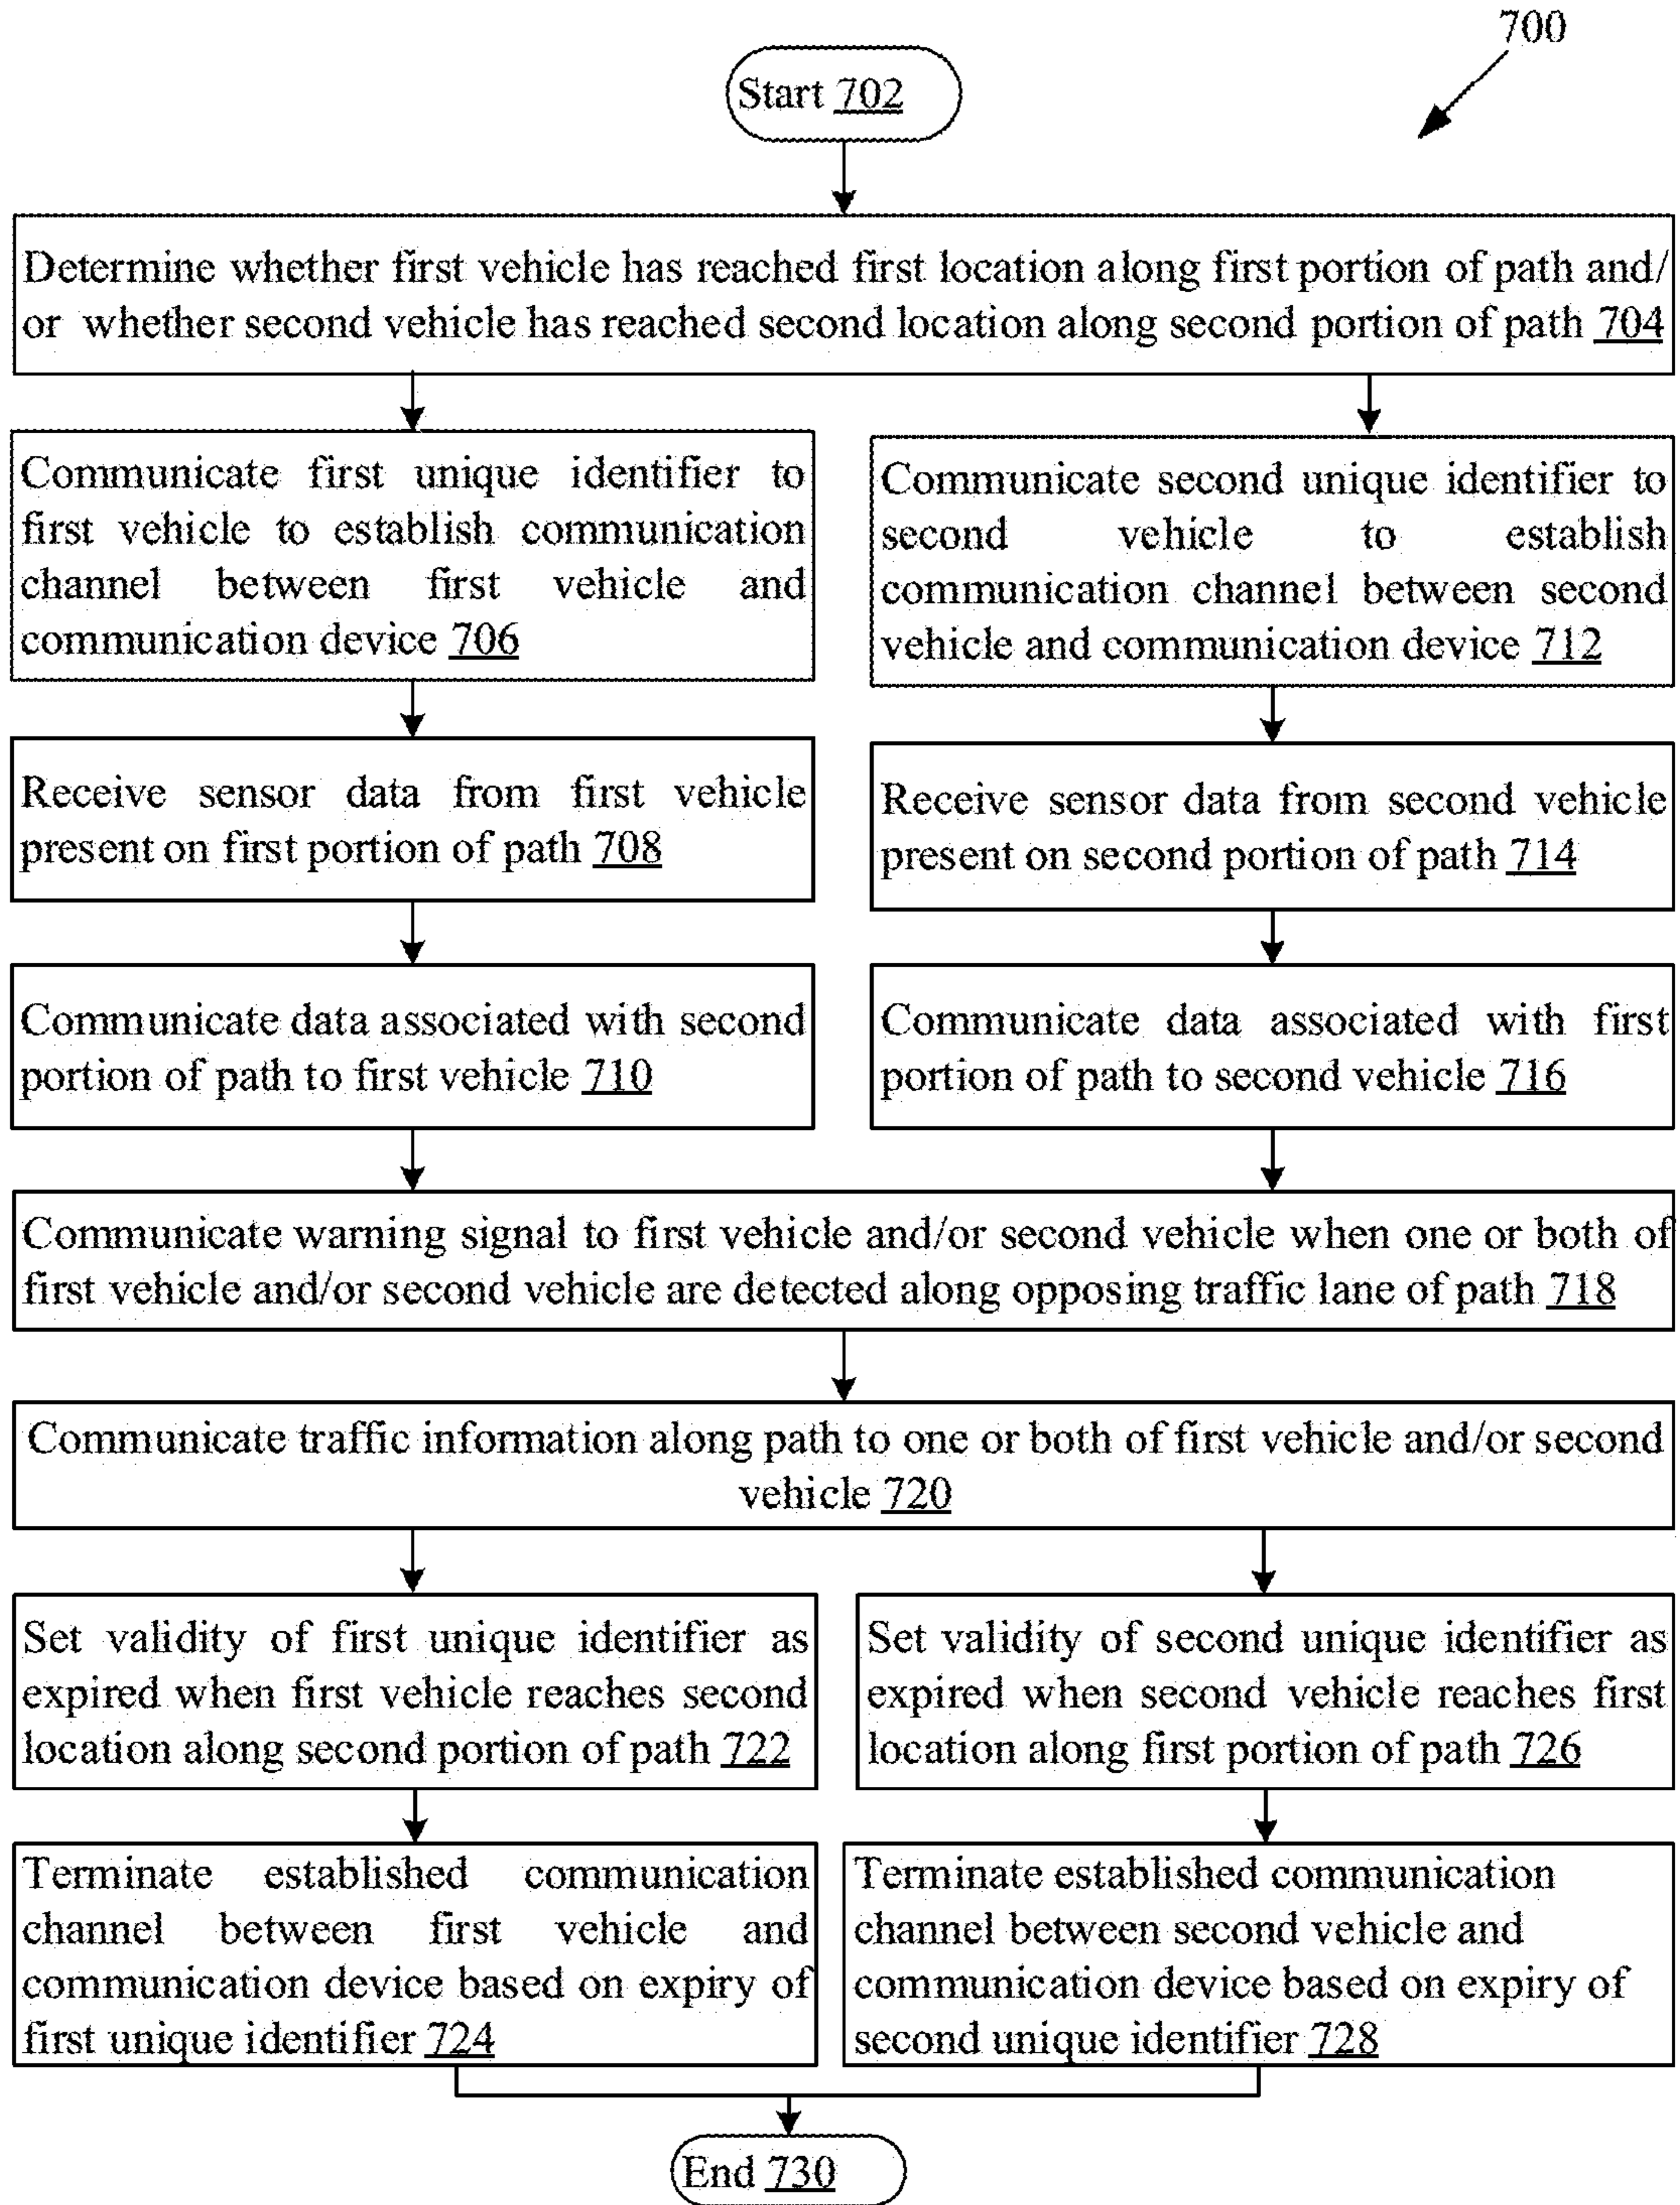 700
Start 702
Determine whether first vehicle has reached first location along first portion of path and/
or whether second vehicle has reached second location along second portion of path 704
Communicate first unique identifier to
first vehicle to establish communication
channel between first vehicle and
communication device 706
Communicate second unique identifier to
second vehicle to establish
communication channel between second
vehicle and communication device 712
Receive sensor data from first vehicle
present on first portion of path 708
Receive sensor data from second vehicle
present on second portion of path 714
Communicate data associated with second
portion of path to first vehicle 710
Communicate data associated with first
portion of path to second vehicle 716
Communicate warning signal to first vehicle and/or second vehicle when one or both of
first vehicle and/or second vehicle are detected along opposing traffic lane of path 718
Communicate traffic information along path to one or both of first vehicle and/or second
vehicle 720
Set validity of first unique identifier as
expired when first vehicle reaches second
location along second portion of path 722
Set validity of second unique identifier as
expired when second vehicle reaches first
location along first portion of path 726
Terminate established communication
channel between first vehicle and
communication device based on expiry of
first unique identifier 724
Terminate established communication
channel between second vehicle and
communication device based on expiry of
second unique identifier 728
End 730